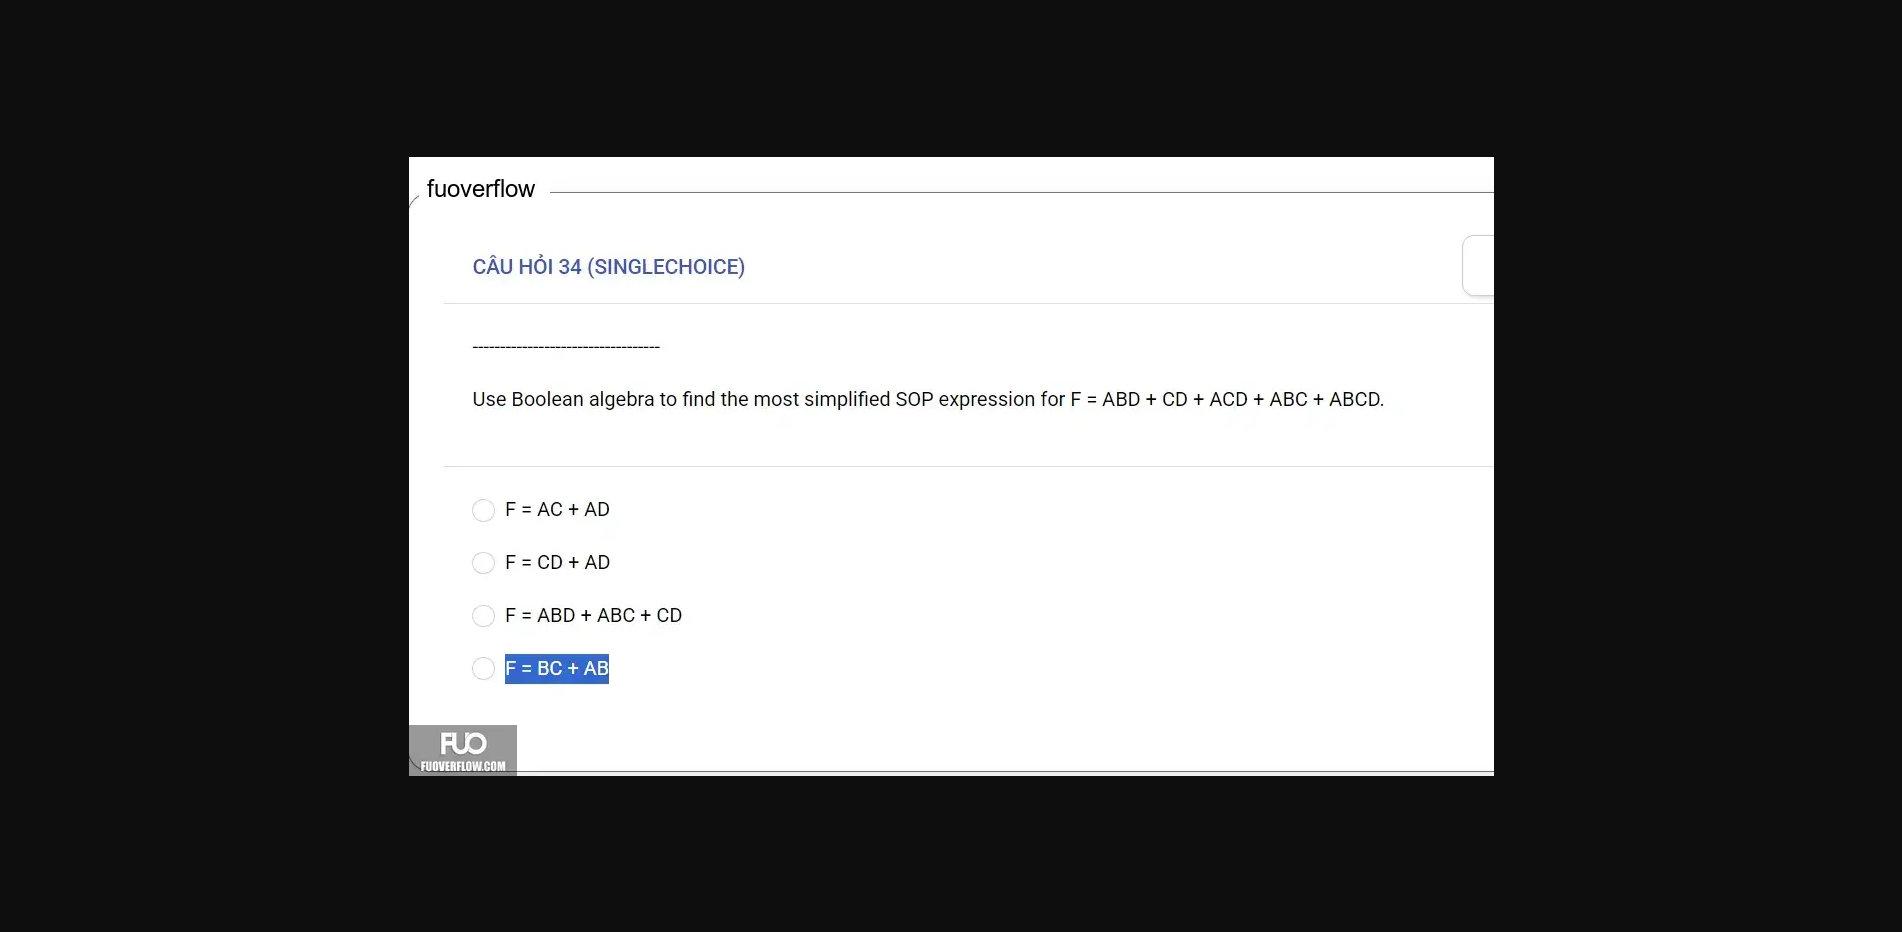 fuoverflow
CÂU HỎI 34 (SINGLECHOICE)
----------------------------------
Use Boolean algebra to find the most simplified SOP expression for F = ABD + CD + ACD + ABC + ABCD.
F = AC + AD
F = CD + AD
F = ABD + ABC + CD
F = BC + AB
FUO
FUOVERFLOW.COM